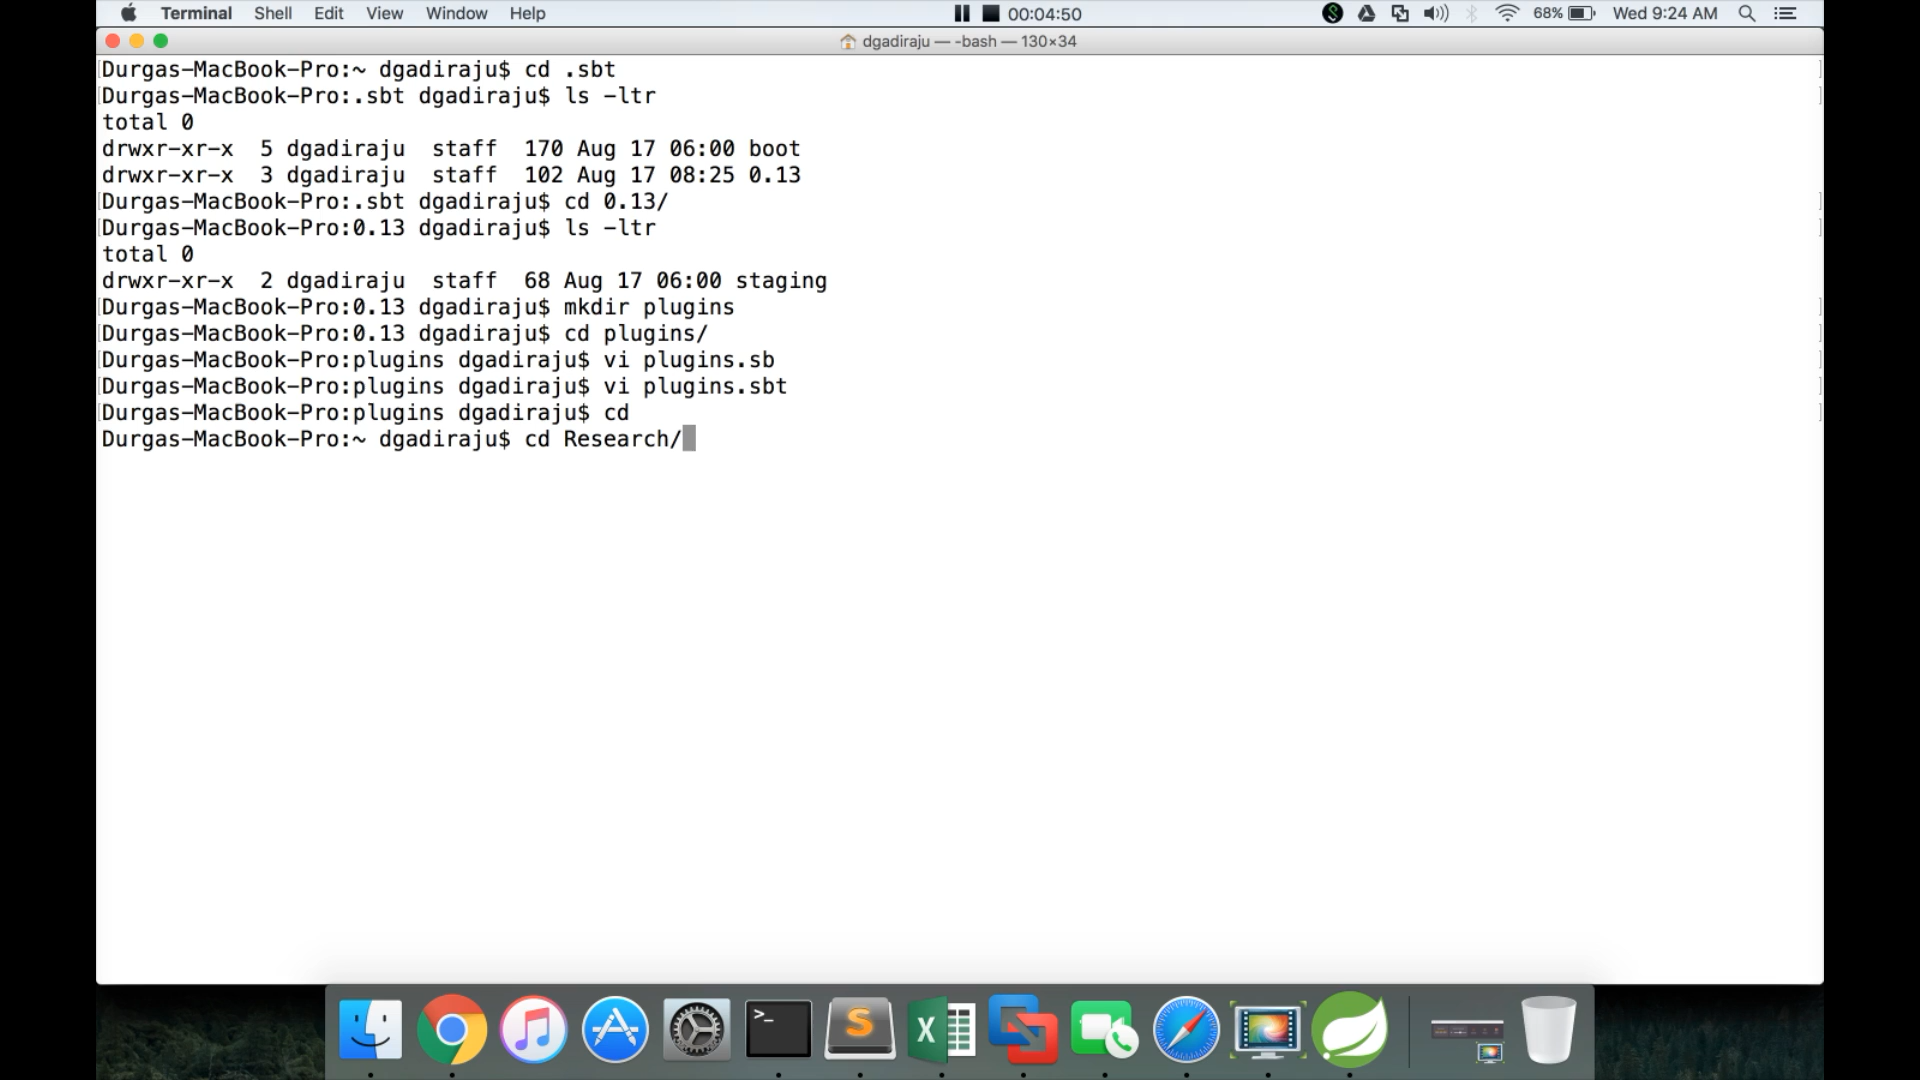 Terminal Shell Edit View Window Help 00:04:50 68% Wed 9:24 AM
dgadiraju — -bash — 130×34
Durgas-MacBook-Pro:~ dgadiraju$ cd .sbt
Durgas-MacBook-Pro:.sbt dgadiraju$ ls -ltr
total 0
drwxr-xr-x  5 dgadiraju  staff  170 Aug 17 06:00 boot
drwxr-xr-x  3 dgadiraju  staff  102 Aug 17 08:25 0.13
Durgas-MacBook-Pro:.sbt dgadiraju$ cd 0.13/
Durgas-MacBook-Pro:0.13 dgadiraju$ ls -ltr
total 0
drwxr-xr-x  2 dgadiraju  staff  68 Aug 17 06:00 staging
Durgas-MacBook-Pro:0.13 dgadiraju$ mkdir plugins
Durgas-MacBook-Pro:0.13 dgadiraju$ cd plugins/
Durgas-MacBook-Pro:plugins dgadiraju$ vi plugins.sb
Durgas-MacBook-Pro:plugins dgadiraju$ vi plugins.sbt
Durgas-MacBook-Pro:plugins dgadiraju$ cd
Durgas-MacBook-Pro:~ dgadiraju$ cd Research/